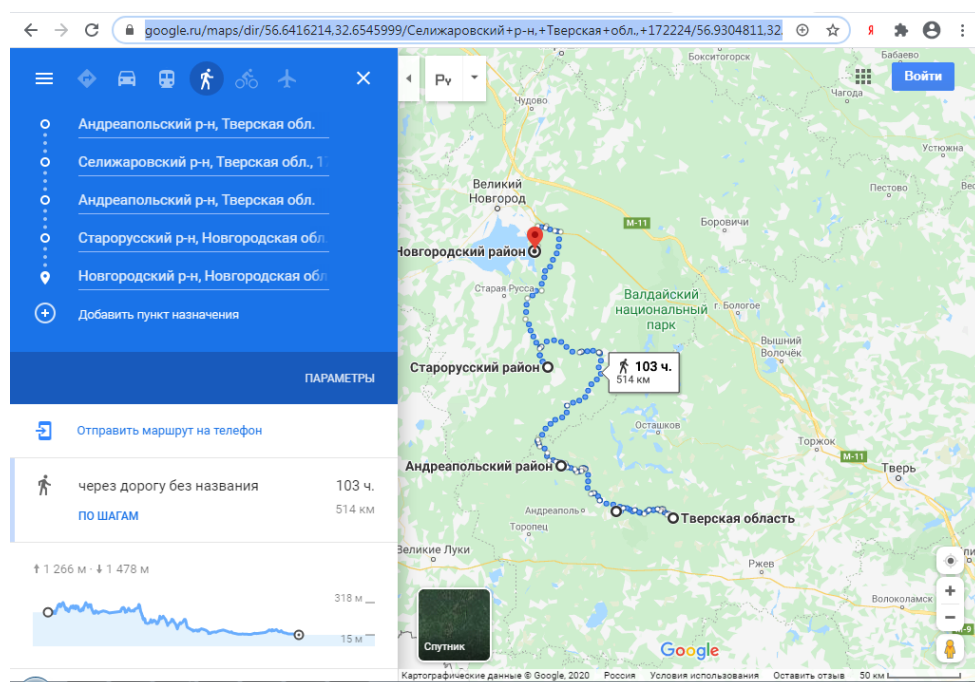 google.ru/maps/dir/56.6416214,32.6545999/Селижаровский+р-н,+Тверская+обл.,+172224/56.9304811,32.
Я
Андреапольский р-н, Тверская обл.
Селижаровский р-н, Тверская обл., 1
Андреапольский р-н, Тверская обл.
Старорусский р-н, Новгородская обл.
Новгородский р-н, Новгородская обл
Добавить пункт назначения
ПАРАМЕТРЫ
Отправить маршрут на телефон
через дорогу без названия 103 ч.
ПО ШАГАМ 514 км
1 266 м · 1 478 м
318 м
15 м
Ру
Войти
Бокситогорск
Бабаево
Чагода
Чудово
Устюжна
Великий
Новгород
Пестово
Вес
М-11
Боровичи
Новгородский район
Старая Русса
Валдайский
национальный
парк
г. Бологое
Вышний
Волочёк
Старорусский район
103 ч.
514 км
Осташков
Торжок
М-11
Тверь
Андреапольский район
Андреаполь
Торопец
Тверская область
Великие Луки
Ржев
Волоколамск
М-9
Спутник
Google
Картографические данные © Google, 2020 Россия Условия использования Оставить отзыв 50 км